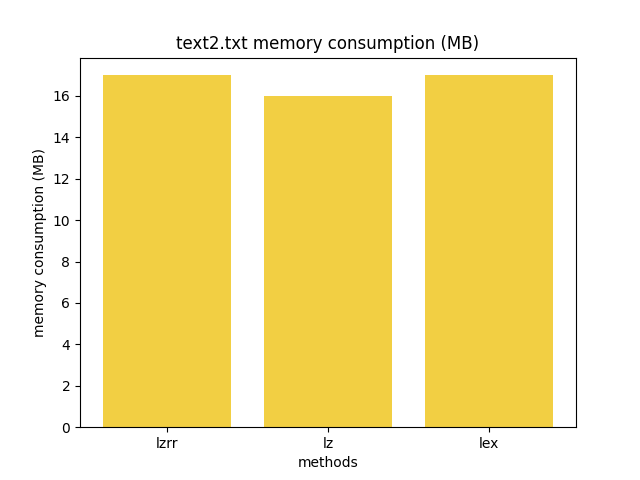 text2.txt memory consumption (MB)
memory consumption (MB)
16
14
12
10
8
6
4
2
0
lzrr
lz
lex
methods